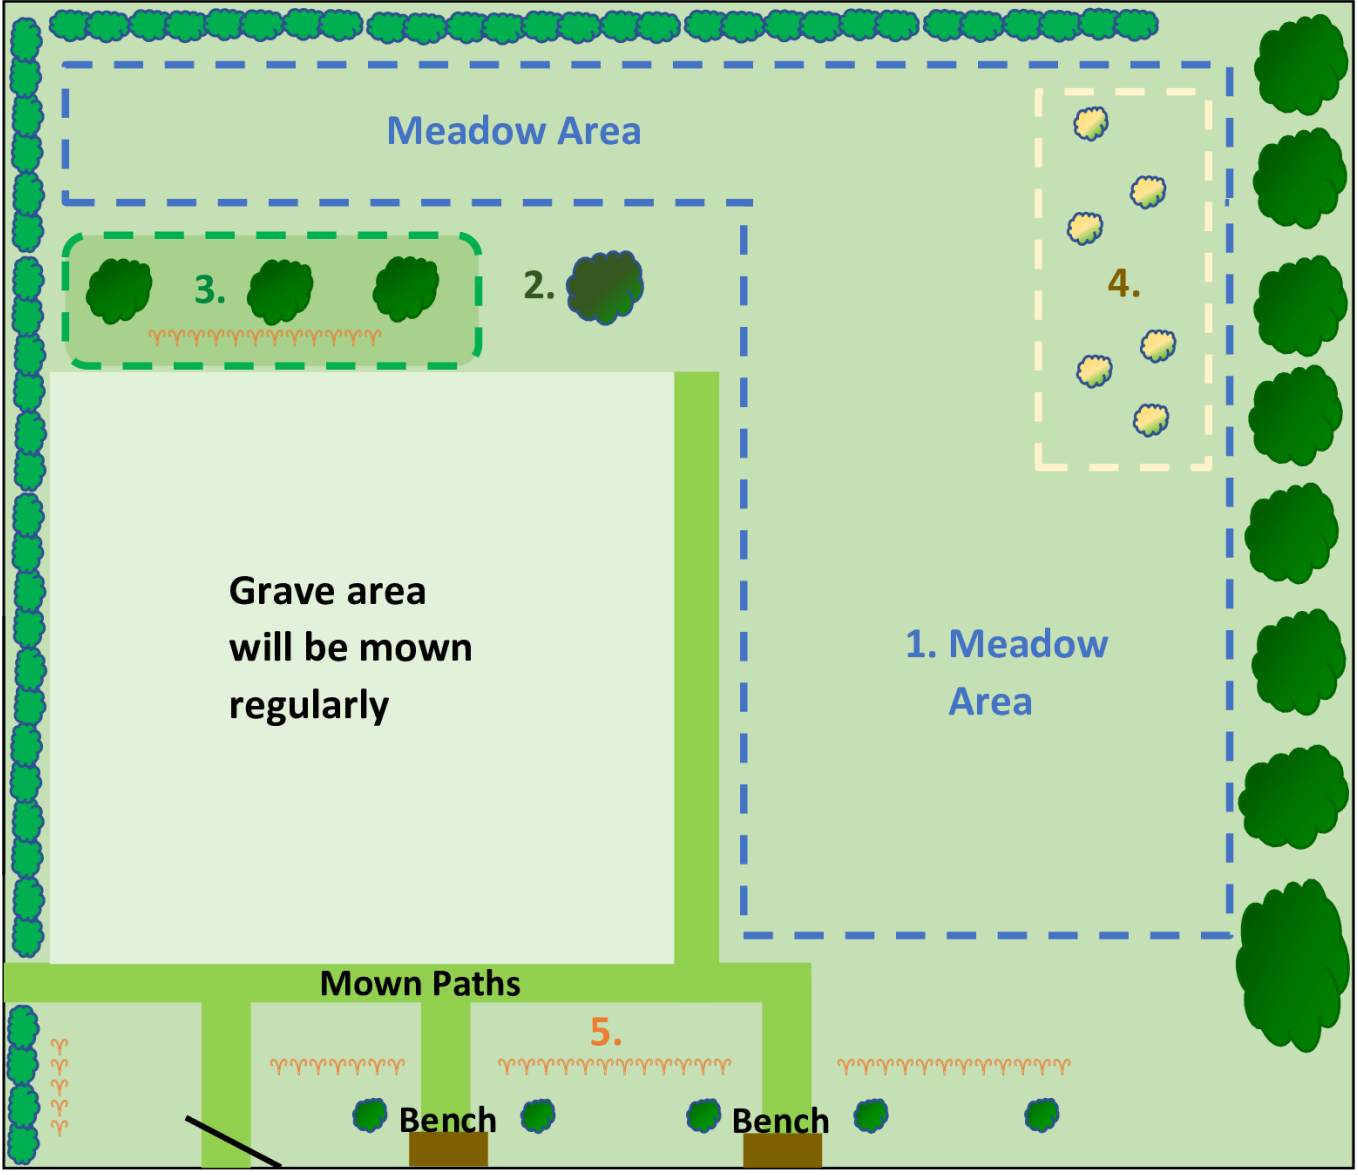 Meadow Area
3.
2.
4.
Grave area
will be mown
regularly
1. Meadow
Area
Mown Paths
5.
Bench
Bench